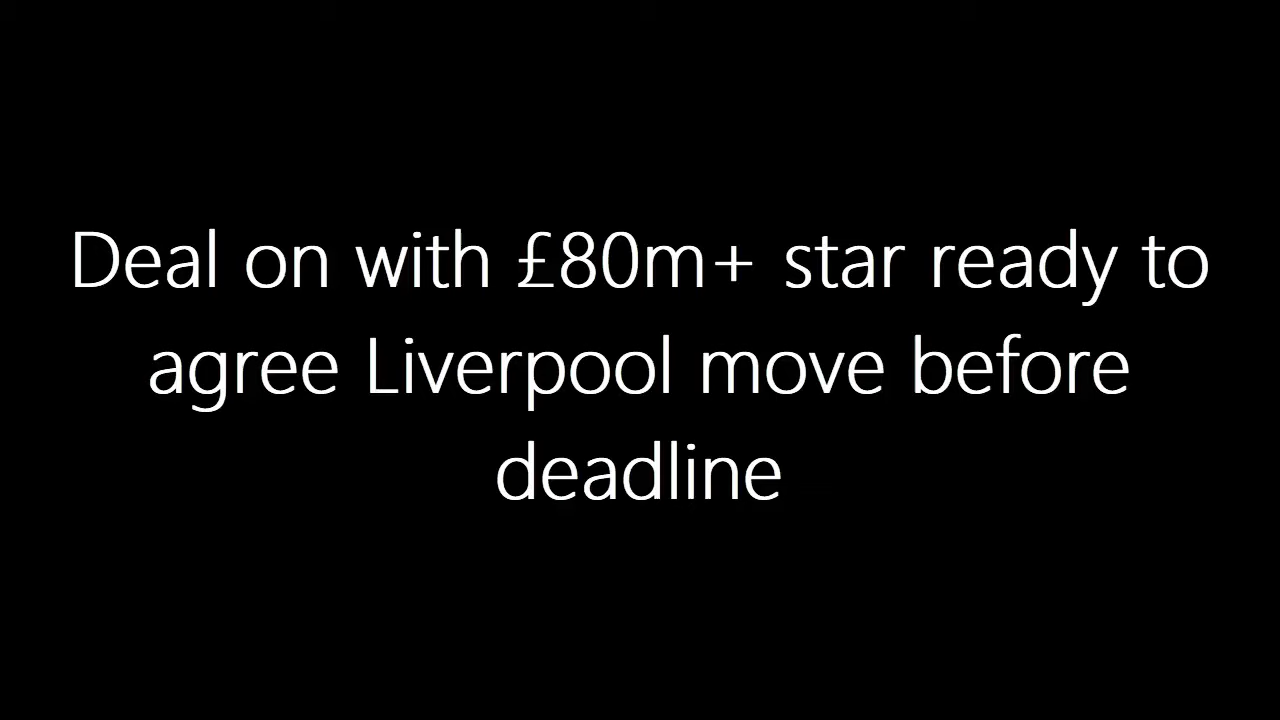 Deal on with £80m+ star ready to
agree Liverpool move before
deadline